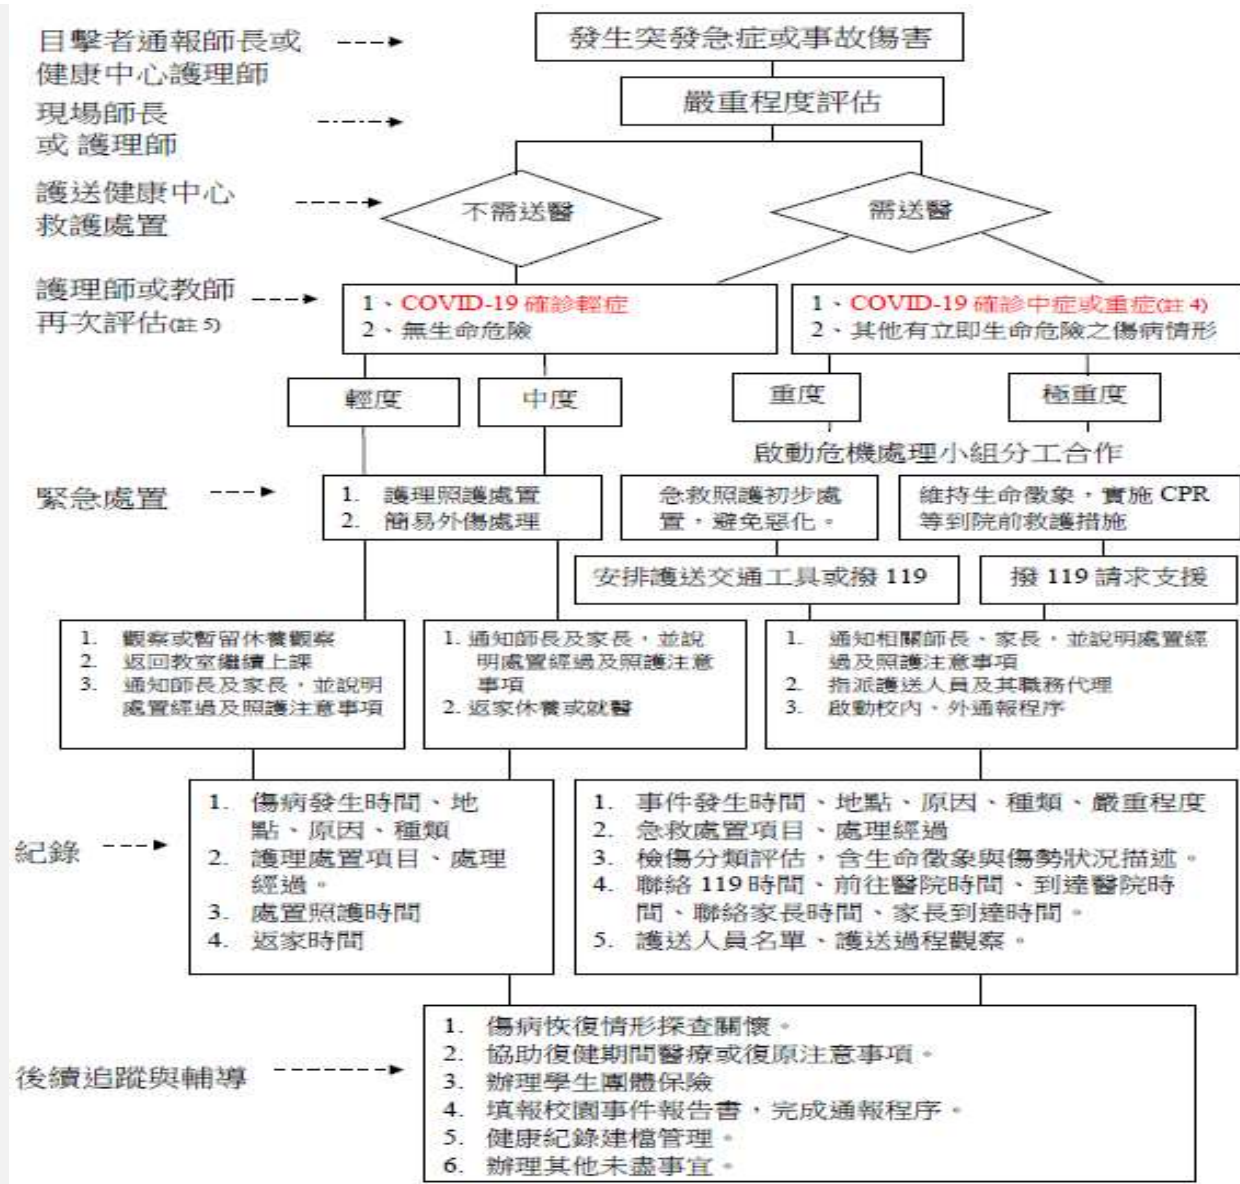 目擊者通報師長或
健康中心護理師
發生突發急症或事故傷害
現場師長
或 護理師
嚴重程度評估
護送健康中心
救護處置
不需送醫
需送醫
護理師或教師
再次評估(註 5)
1、COVID-19 確診輕症
2、無生命危險
1、COVID-19 確診中症或重症(註 4)
2、其他有立即生命危險之傷病情形
輕度
中度
重度
極重度
啟動危機處理小組分工合作
緊急處置
1. 護理照護處置
2. 簡易外傷處理
急救照護初步處
置，避免惡化。
維持生命徵象，實施 CPR
等到院前救護措施
安排護送交通工具或撥 119
撥 119 請求支援
1. 觀察或暫留休養觀察
2. 返回教室繼續上課
3. 通知師長及家長，並說明
處置經過及照護注意事項
1. 通知師長及家長，並說
明處置經過及照護注意
事項
2. 返家休養或就醫
1. 通知相關師長、家長，並說明處置經
過及照護注意事項
2. 指派護送人員及其職務代理
3. 啟動校內、外通報程序
紀錄
1. 傷病發生時間、地
點、原因、種類
2. 護理處置項目、處理
經過。
3. 處置照護時間
4. 返家時間
1. 事件發生時間、地點、原因、種類、嚴重程度
2. 急救處置項目、處理經過
3. 檢傷分類評估，含生命徵象與傷勢狀況描述。
4. 聯絡 119 時間、前往醫院時間、到達醫院時
間、聯絡家長時間、家長到達時間。
5. 護送人員名單、護送過程觀察。
後續追蹤與輔導
1. 傷病恢復情形探查關懷。
2. 協助復健期間醫療或復原注意事項。
3. 辦理學生團體保險
4. 填報校園事件報告書，完成通報程序。
5. 健康紀錄建檔管理。
6. 辦理其他未盡事宜。